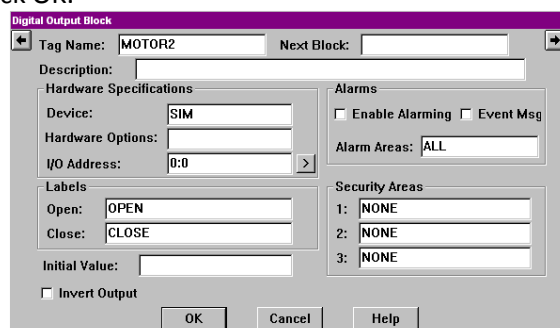 ck OK.
Digital Output Block
Tag Name: MOTOR2 Next Block:
Description:
Hardware Specifications
Device: SIM
Hardware Options:
I/O Address: 0:0 >
Alarms
Enable Alarming Event Msg
Alarm Areas: ALL
Labels
Open: OPEN
Close: CLOSE
Security Areas
1: NONE
2: NONE
3: NONE
Initial Value:
Invert Output
OK Cancel Help